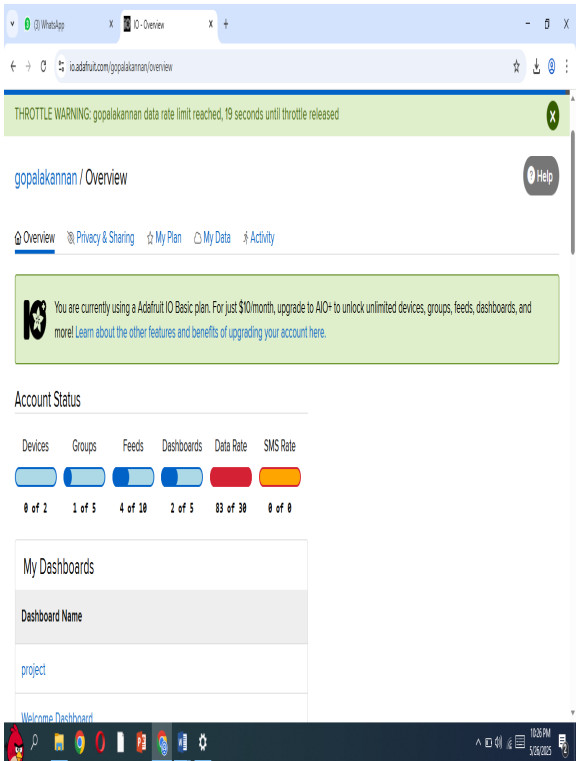 (3) WhatsApp
IO - Overview
io.adafruit.com/gopalakannan/overview
THROTTLE WARNING: gopalakannan data rate limit reached, 19 seconds until throttle released
gopalakannan / Overview
? Help
Overview Privacy & Sharing My Plan My Data Activity
You are currently using a Adafruit IO Basic plan. For just $10/month, upgrade to AIO+ to unlock unlimited devices, groups, feeds, dashboards, and
more! Learn about the other features and benefits of upgrading your account here.
Account Status
Devices Groups Feeds Dashboards Data Rate SMS Rate
0 of 2 1 of 5 4 of 10 2 of 5 83 of 30 0 of 0
My Dashboards
Dashboard Name
project
Welcome Dashboard
10:26 PM
5/26/2025